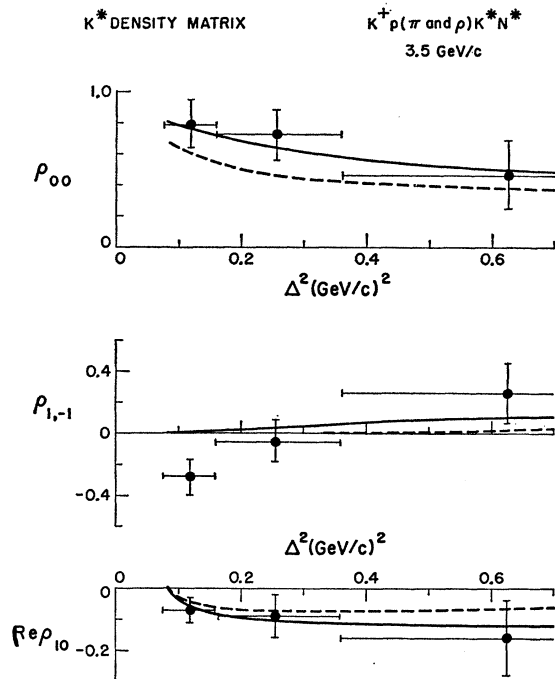 K* DENSITY MATRIX
K⁺p(π and ρ)K*N*
3.5 GeV/c
1.0
ρ₀₀
0
0 0.2 0.4 0.6
Δ²(GeV/c)²
0.4
ρ₁,₋₁
0
-0.4
Δ²(GeV/c)²
0 0.2 0.4 0.6
0
Reρ₁₀
-0.2